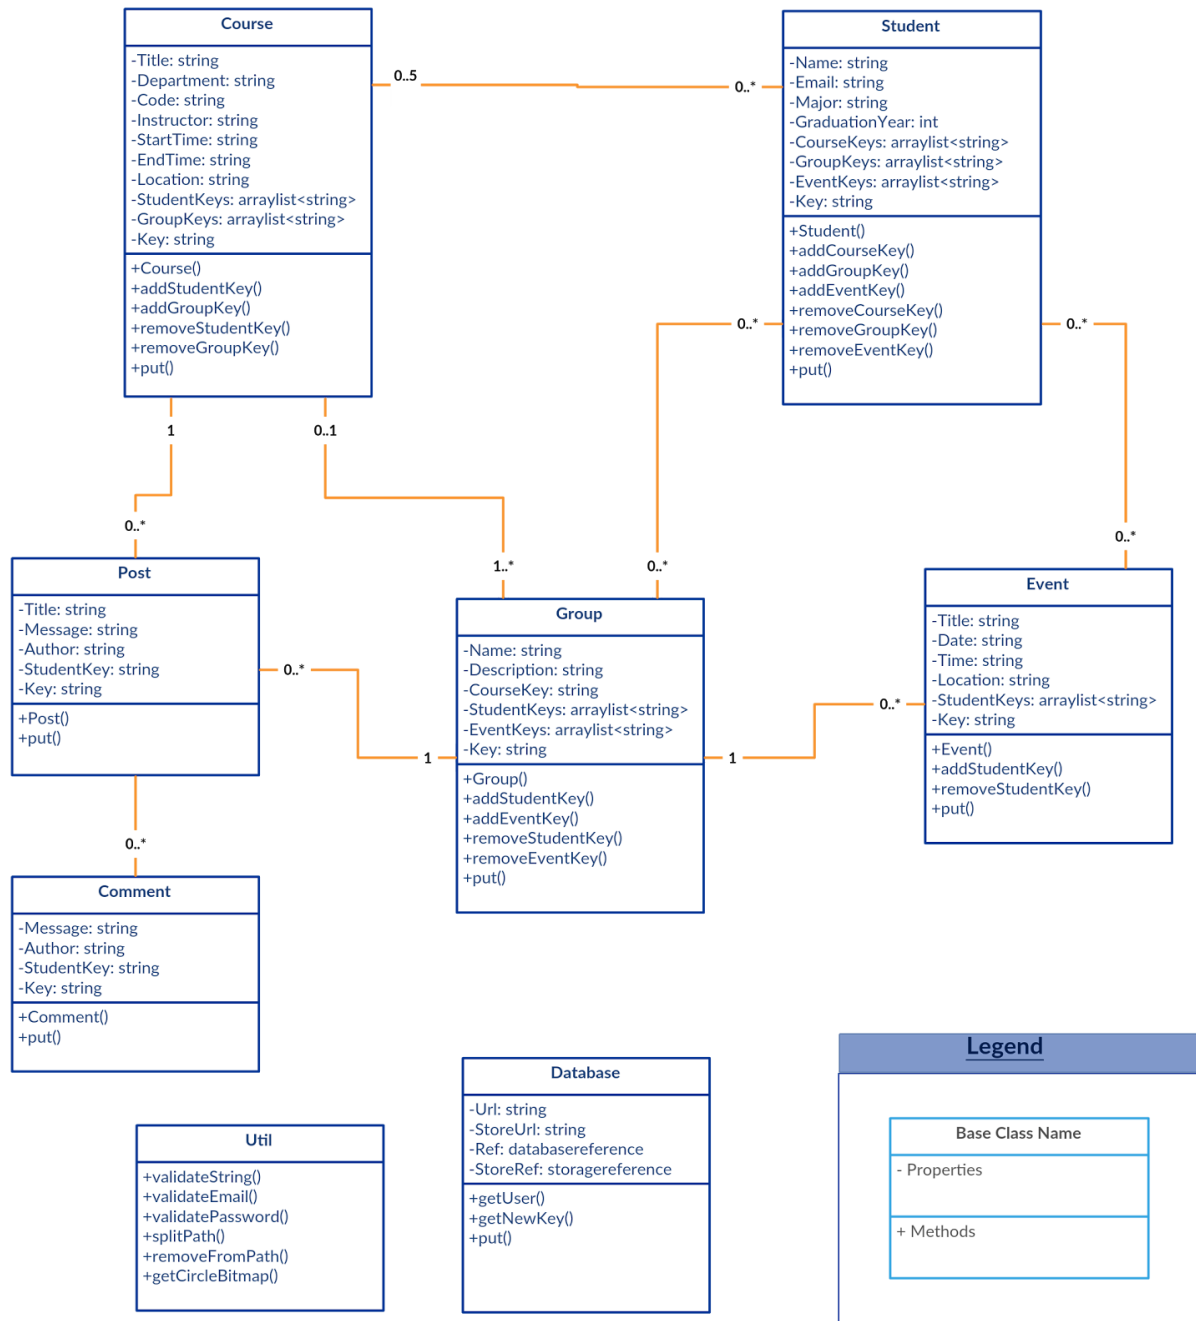 Course
-Title: string
-Department: string
-Code: string
-Instructor: string
-StartTime: string
-EndTime: string
-Location: string
-StudentKeys: arraylist<string>
-GroupKeys: arraylist<string>
-Key: string
+Course()
+addStudentKey()
+addGroupKey()
+removeStudentKey()
+removeGroupKey()
+put()
0..5
0..*
Student
-Name: string
-Email: string
-Major: string
-GraduationYear: int
-CourseKeys: arraylist<string>
-GroupKeys: arraylist<string>
-EventKeys: arraylist<string>
-Key: string
+Student()
+addCourseKey()
+addGroupKey()
+addEventKey()
+removeCourseKey()
+removeGroupKey()
+removeEventKey()
+put()
0..*
0..*
1
0..1
0..*
1..*
0..*
0..*
Post
-Title: string
-Message: string
-Author: string
-StudentKey: string
-Key: string
+Post()
+put()
0..*
1
Group
-Name: string
-Description: string
-CourseKey: string
-StudentKeys: arraylist<string>
-EventKeys: arraylist<string>
-Key: string
+Group()
+addStudentKey()
+addEventKey()
+removeStudentKey()
+removeEventKey()
+put()
1
0..*
Event
-Title: string
-Date: string
-Time: string
-Location: string
-StudentKeys: arraylist<string>
-Key: string
+Event()
+addStudentKey()
+removeStudentKey()
+put()
0..*
Comment
-Message: string
-Author: string
-StudentKey: string
-Key: string
+Comment()
+put()
Util
+validateString()
+validateEmail()
+validatePassword()
+splitPath()
+removeFromPath()
+getCircleBitmap()
Database
-Url: string
-StoreUrl: string
-Ref: databasereference
-StoreRef: storagereference
+getUser()
+getNewKey()
+put()
Legend
Base Class Name
- Properties
+ Methods